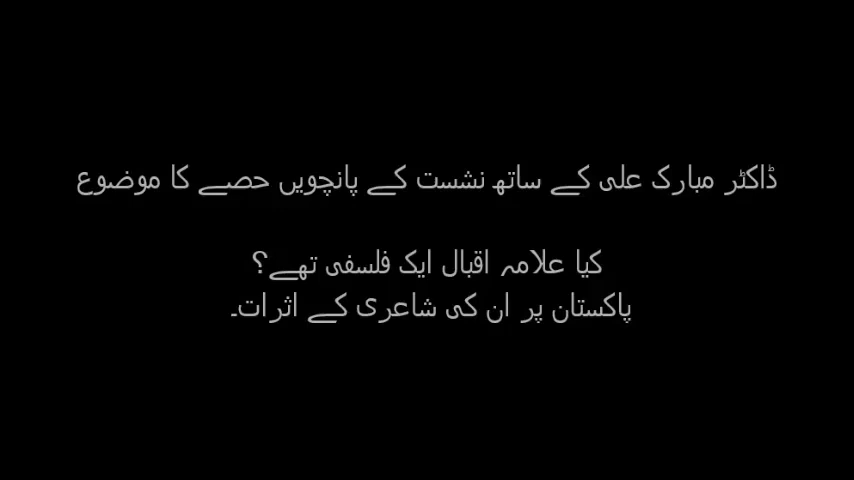 ڈاکٹر مبارک علی کے ساتھ نشست کے پانچویں حصے کا موضوع
کیا علامہ اقبال ایک فلسفی تھے؟
پاکستان پر ان کی شاعری کے اثرات۔